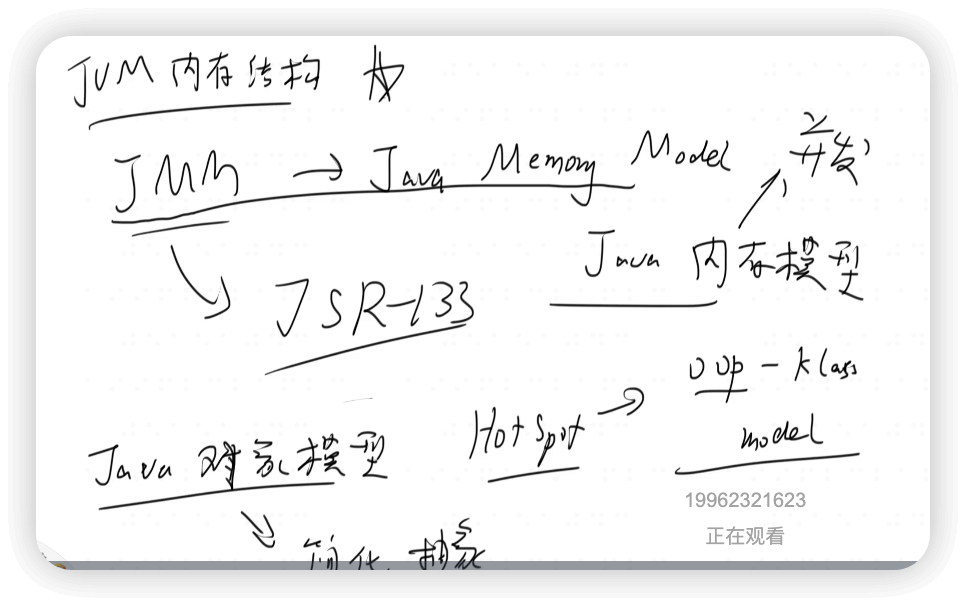 JVM 内存结构
JMM → Java Memory Model 并发
Java 内存模型
JSR-133
OOP - klass
HotSpot → model
Java 对象模型
19962321623
正在观看
简化 抽象